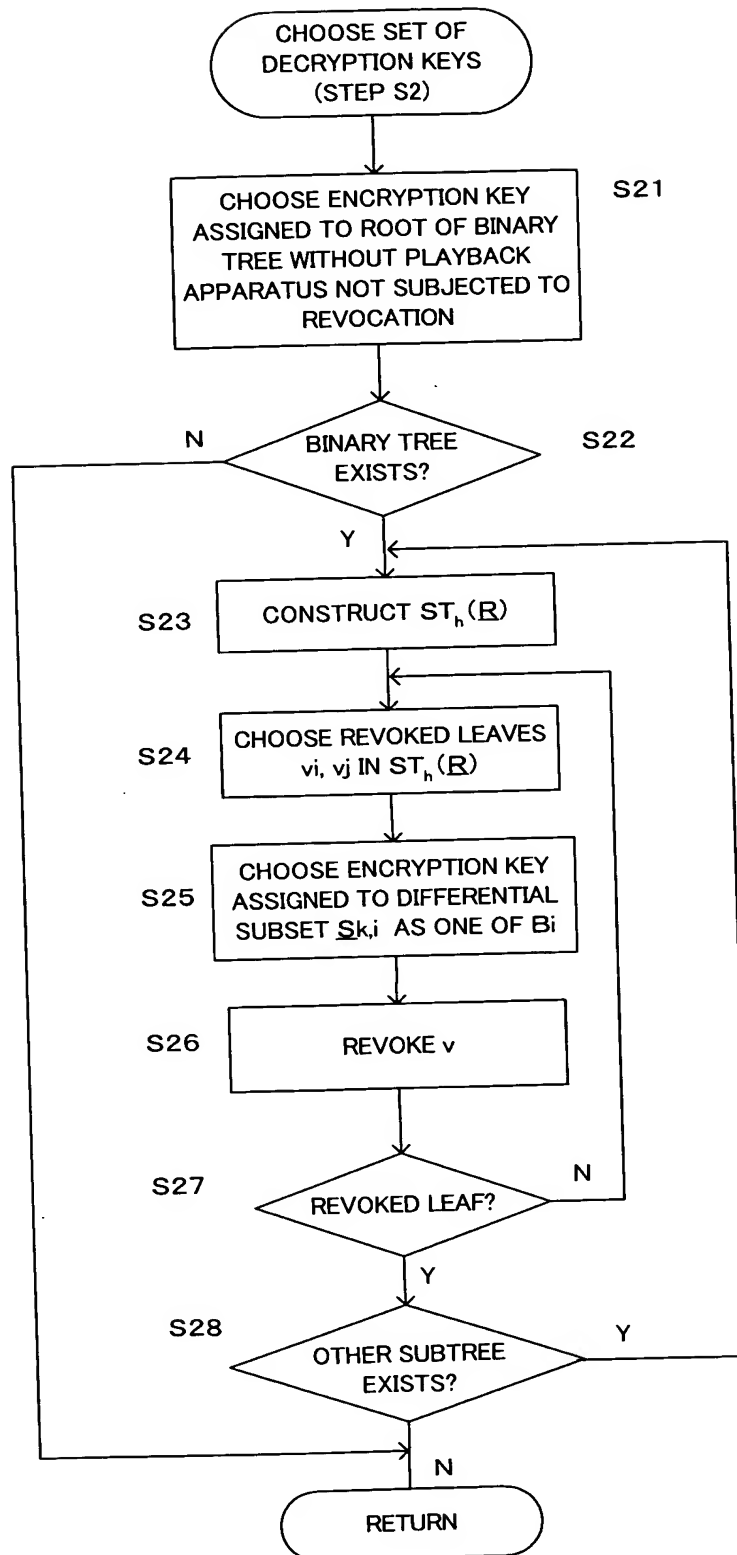 CHOOSE SET OF
DECRYPTION KEYS
(STEP S2)
S21
CHOOSE ENCRYPTION KEY
ASSIGNED TO ROOT OF BINARY
TREE WITHOUT PLAYBACK
APPARATUS NOT SUBJECTED TO
REVOCATION
N
S22
BINARY TREE
EXISTS?
Y
S23
CONSTRUCT STh(R)
S24
CHOOSE REVOKED LEAVES
vi, vj IN STh(R)
S25
CHOOSE ENCRYPTION KEY
ASSIGNED TO DIFFERENTIAL
SUBSET Sk,i AS ONE OF Bi
S26
REVOKE v
S27
REVOKED LEAF?
N
Y
S28
OTHER SUBTREE
EXISTS?
Y
N
RETURN